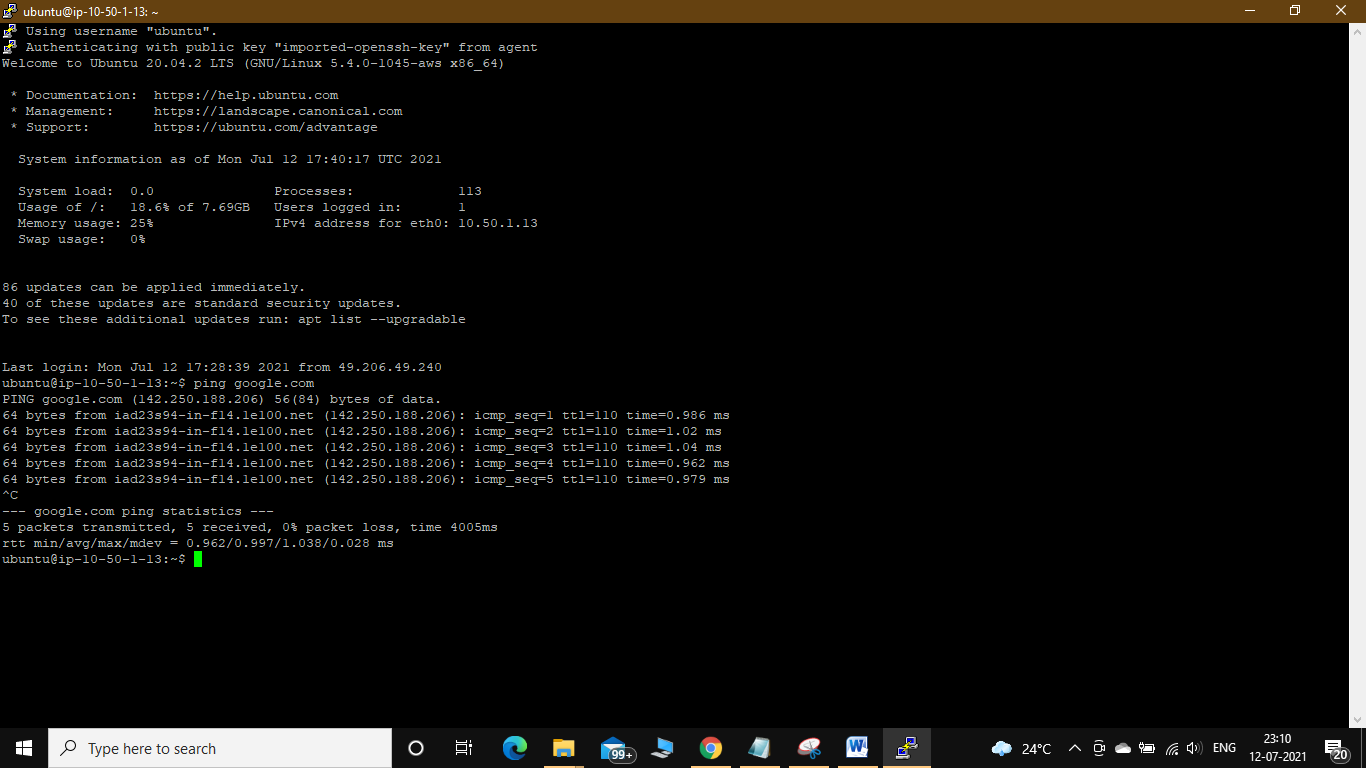 ubuntu@ip-10-50-1-13: ~
Using username "ubuntu".
Authenticating with public key "imported-openssh-key" from agent
Welcome to Ubuntu 20.04.2 LTS (GNU/Linux 5.4.0-1045-aws x86_64)
* Documentation:  https://help.ubuntu.com
* Management:     https://landscape.canonical.com
* Support:        https://ubuntu.com/advantage
System information as of Mon Jul 12 17:40:17 UTC 2021
System load:  0.0               Processes:             113
Usage of /:   18.6% of 7.69GB   Users logged in:       1
Memory usage: 25%               IPv4 address for eth0: 10.50.1.13
Swap usage:   0%
86 updates can be applied immediately.
40 of these updates are standard security updates.
To see these additional updates run: apt list --upgradable
Last login: Mon Jul 12 17:28:39 2021 from 49.206.49.240
ubuntu@ip-10-50-1-13:~$ ping google.com
PING google.com (142.250.188.206) 56(84) bytes of data.
64 bytes from iad23s94-in-f14.1e100.net (142.250.188.206): icmp_seq=1 ttl=110 time=0.986 ms
64 bytes from iad23s94-in-f14.1e100.net (142.250.188.206): icmp_seq=2 ttl=110 time=1.02 ms
64 bytes from iad23s94-in-f14.1e100.net (142.250.188.206): icmp_seq=3 ttl=110 time=1.04 ms
64 bytes from iad23s94-in-f14.1e100.net (142.250.188.206): icmp_seq=4 ttl=110 time=0.962 ms
64 bytes from iad23s94-in-f14.1e100.net (142.250.188.206): icmp_seq=5 ttl=110 time=0.979 ms
^C
--- google.com ping statistics ---
5 packets transmitted, 5 received, 0% packet loss, time 4005ms
rtt min/avg/max/mdev = 0.962/0.997/1.038/0.028 ms
ubuntu@ip-10-50-1-13:~$
Type here to search
99+
W
24°C
ENG
23:10
12-07-2021
20